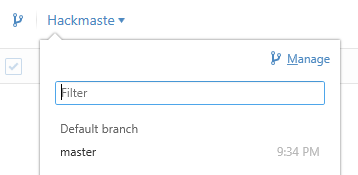 Hackmaste
Manage
Filter
Default branch
master 9:34 PM